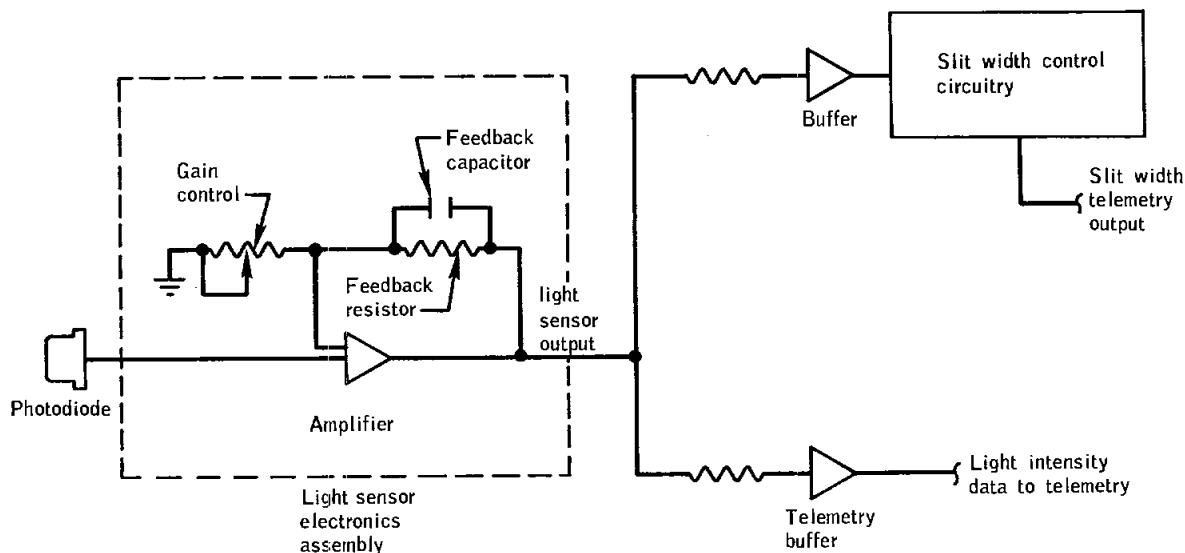 Slit width control
circuitry
Buffer
Feedback
capacitor
Gain
control
Slit width
telemetry
output
Feedback
resistor
light
sensor
output
Photodiode
Amplifier
Light intensity
data to telemetry
Light sensor
electronics
assembly
Telemetry
buffer